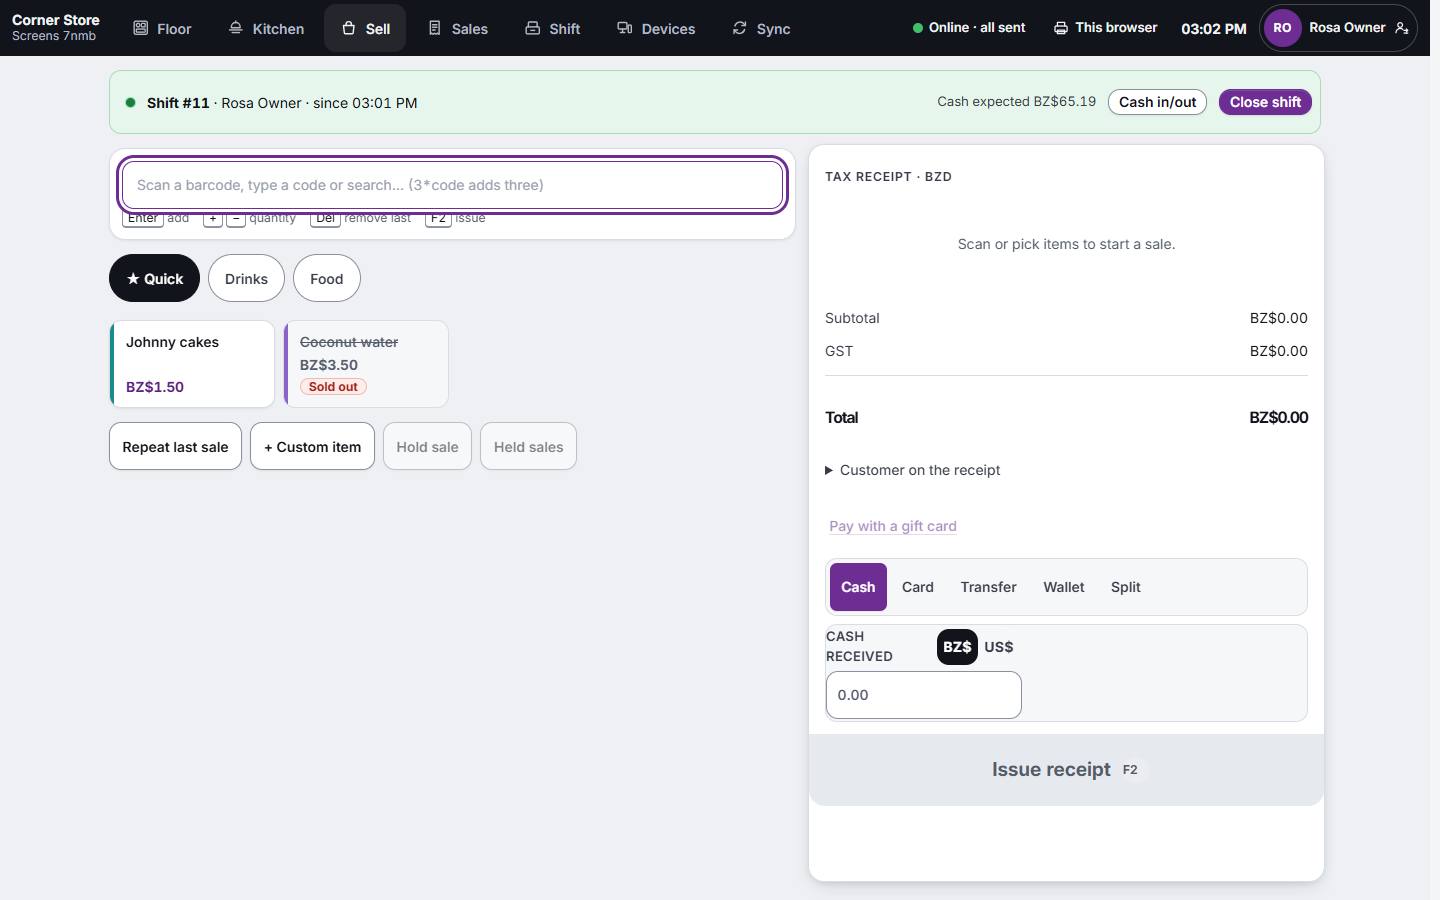 Corner Store
Screens 7nmb
Floor
Kitchen
Sell
Sales
Shift
Devices
Sync
Online · all sent
This browser
03:02 PM
RO
Rosa Owner
Shift #11 · Rosa Owner · since 03:01 PM
Cash expected BZ$65.19
Cash in/out
Close shift
Scan a barcode, type a code or search... (3*code adds three)
Enter add + − quantity Del remove last F2 issue
★ Quick
Drinks
Food
Johnny cakes
BZ$1.50
Coconut water
BZ$3.50
Sold out
Repeat last sale
+ Custom item
Hold sale
Held sales
TAX RECEIPT · BZD
Scan or pick items to start a sale.
Subtotal BZ$0.00
GST BZ$0.00
Total BZ$0.00
Customer on the receipt
Pay with a gift card
Cash
Card
Transfer
Wallet
Split
CASH
RECEIVED
BZ$
US$
0.00
Issue receipt F2